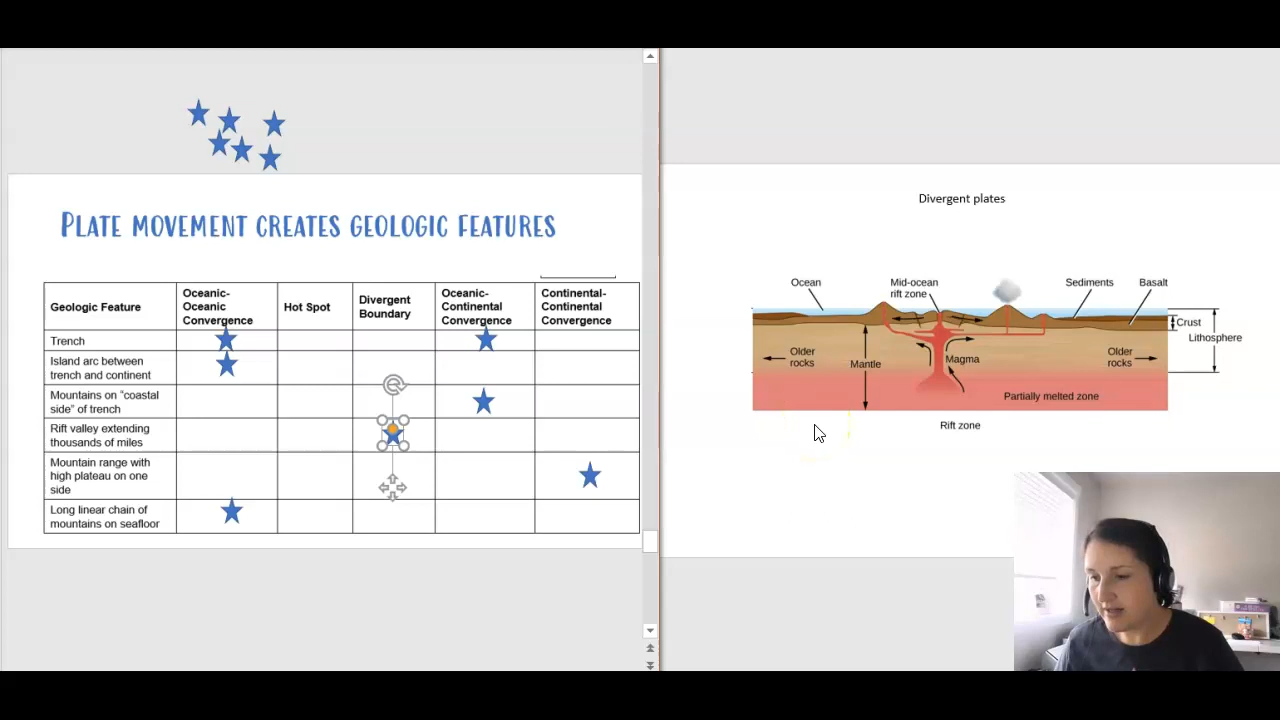 PLATE MOVEMENT CREATES GEOLOGIC FEATURES
Geologic Feature
Oceanic-
Oceanic
Convergence
Hot Spot
Divergent
Boundary
Oceanic-
Continental
Convergence
Continental-
Continental
Convergence
Trench
Island arc between
trench and continent
Mountains on "coastal
side" of trench
Rift valley extending
thousands of miles
Mountain range with
high plateau on one
side
Long linear chain of
mountains on seafloor
Divergent plates
Ocean
Mid-ocean
rift zone
Sediments
Basalt
Crust
Lithosphere
Older
rocks
Mantle
Magma
Older
rocks
Partially melted zone
Rift zone